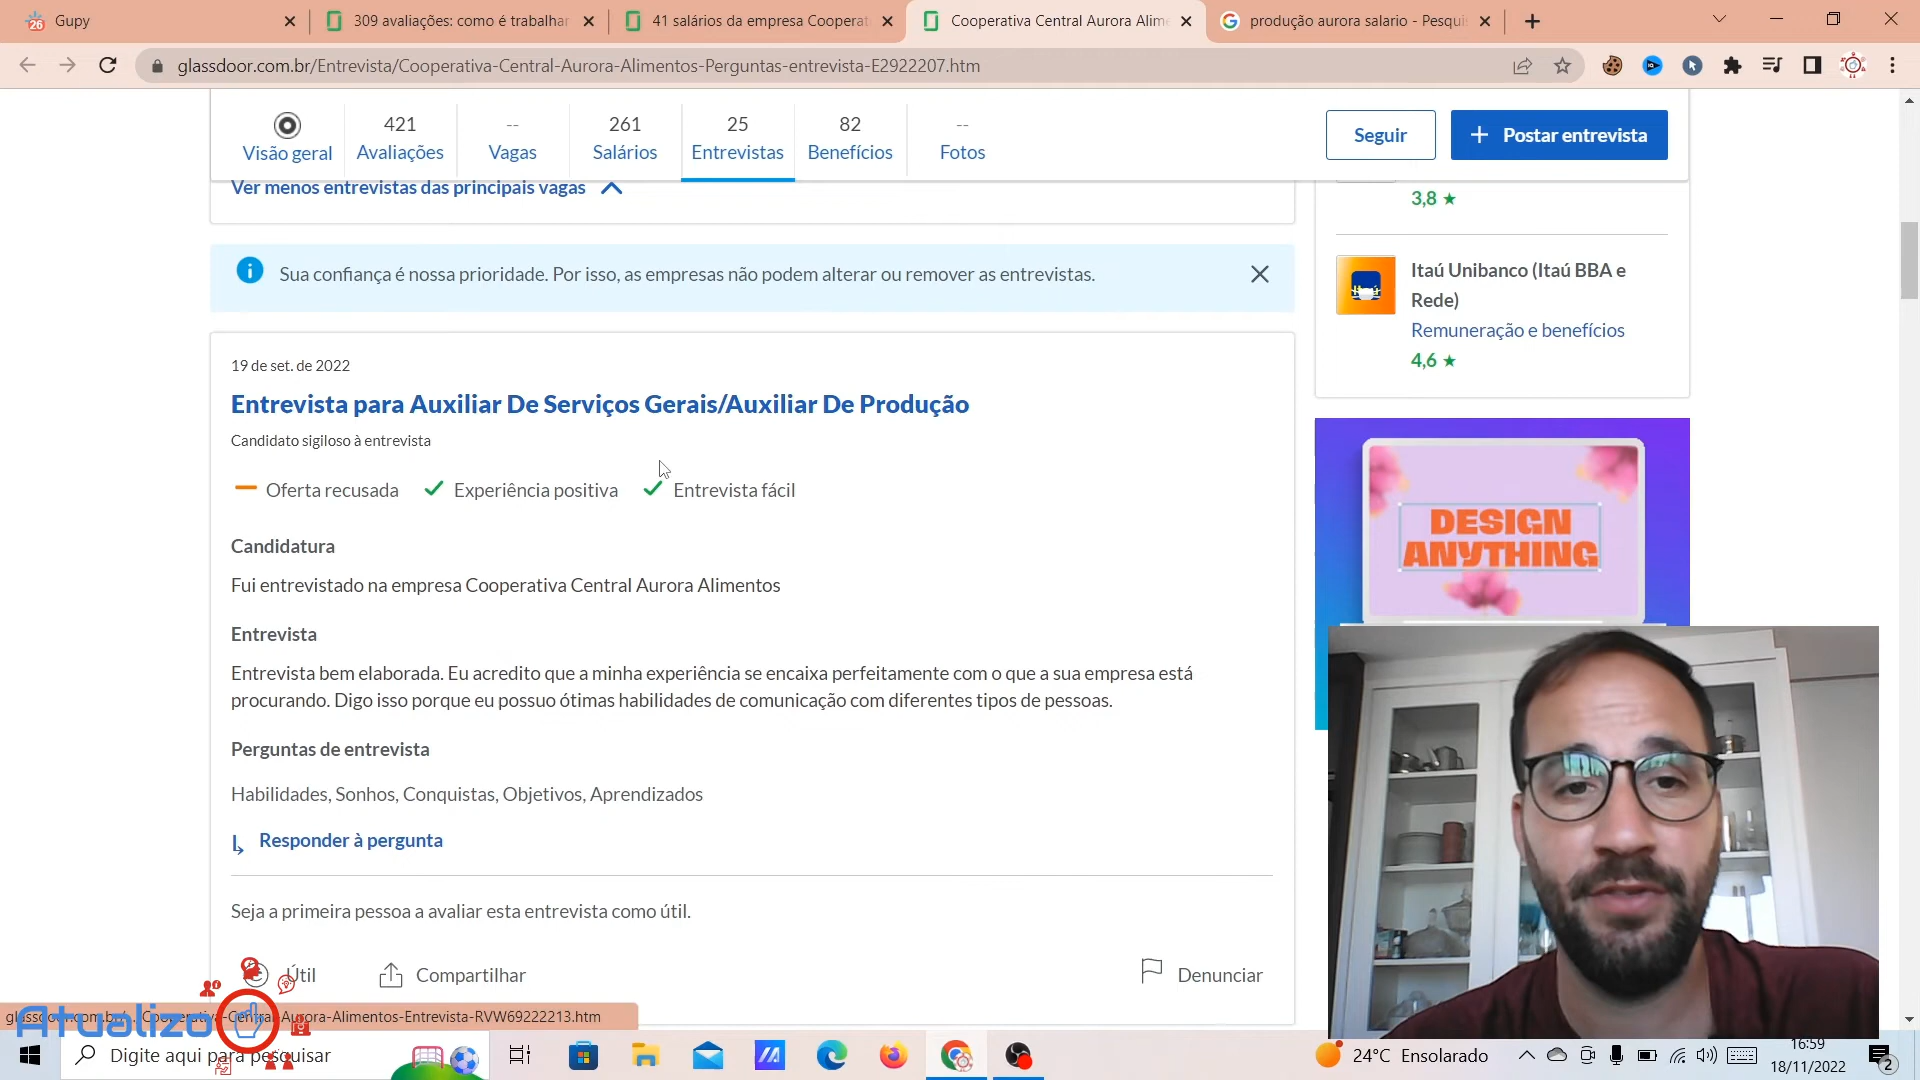 Gupy
309 avaliações: como é trabalhar
41 salários da empresa Cooperat
Cooperativa Central Aurora Alime
produção aurora salario - Pesqui
glassdoor.com.br/Entrevista/Cooperativa-Central-Aurora-Alimentos-Perguntas-entrevista-E2922207.htm
Visão geral
421
Avaliações
--
Vagas
261
Salários
25
Entrevistas
82
Benefícios
--
Fotos
Seguir
+ Postar entrevista
Ver menos entrevistas das principais vagas
3,8 ★
Sua confiança é nossa prioridade. Por isso, as empresas não podem alterar ou remover as entrevistas.
Itaú Unibanco (Itaú BBA e
Rede)
Remuneração e benefícios
4,6 ★
19 de set. de 2022
Entrevista para Auxiliar De Serviços Gerais/Auxiliar De Produção
Candidato sigiloso à entrevista
Oferta recusada
Experiência positiva
Entrevista fácil
DESIGN
ANYTHING
Candidatura
Fui entrevistado na empresa Cooperativa Central Aurora Alimentos
Entrevista
Entrevista bem elaborada. Eu acredito que a minha experiência se encaixa perfeitamente com o que a sua empresa está
procurando. Digo isso porque eu possuo ótimas habilidades de comunicação com diferentes tipos de pessoas.
Perguntas de entrevista
Habilidades, Sonhos, Conquistas, Objetivos, Aprendizados
Responder à pergunta
Seja a primeira pessoa a avaliar esta entrevista como útil.
Útil
Compartilhar
Denunciar
Atualizo
Aurora-Alimentos-Entrevista-RVW69222213.htm
Digite aqui para pesquisar
24°C Ensolarado
16:59
18/11/2022
2